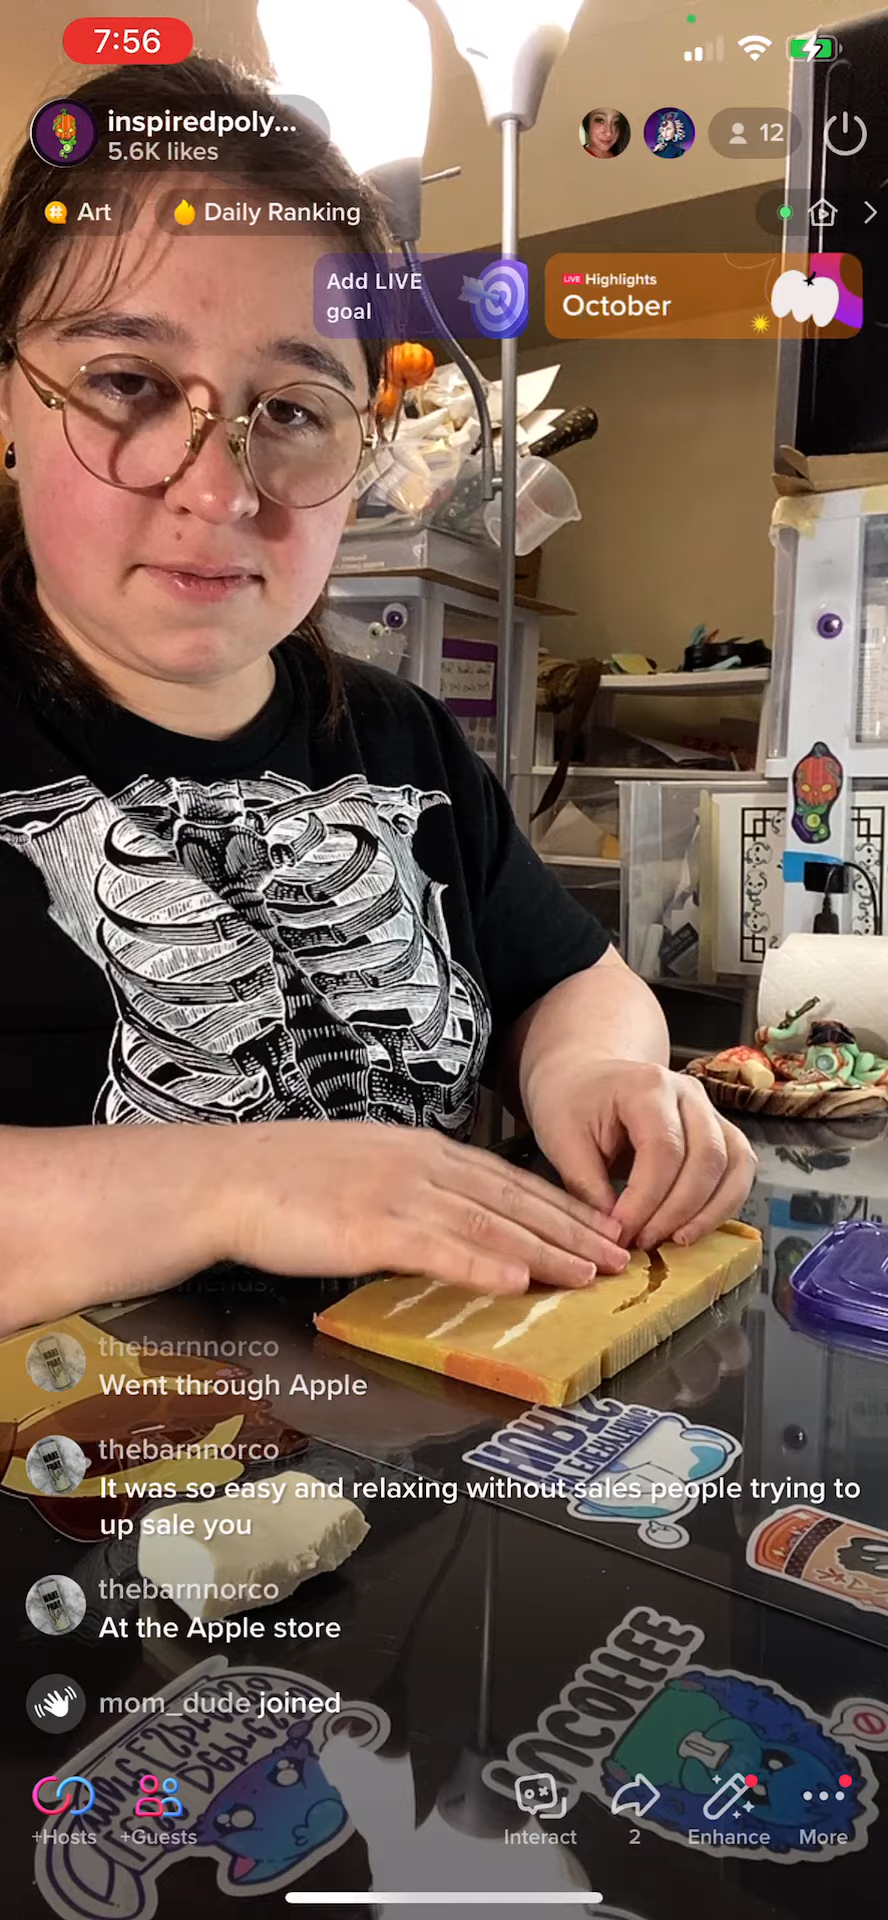 7:56
inspiredpoly...
5.6K likes
12
Art
Daily Ranking
Add LIVE
goal
LIVE Highlights
October
thebarnnorco
Went through Apple
thebarnnorco
It was so easy and relaxing without sales people trying to
up sale you
thebarnnorco
At the Apple store
mom_dude joined
+Hosts
+Guests
Interact
2
Enhance
More